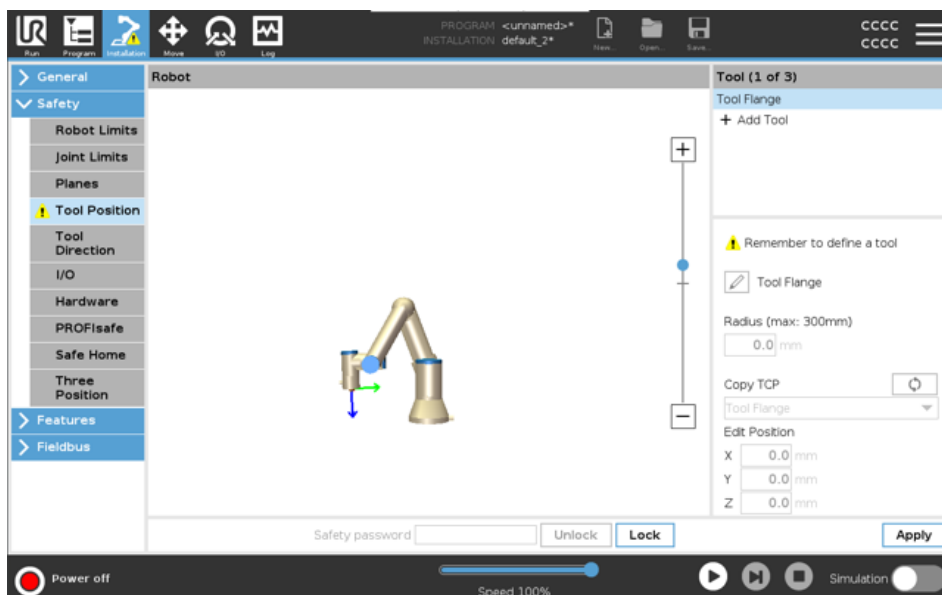 UR
PROGRAM <unnamed>*
INSTALLATION default_2*
CCCC
CCCC
Run Program Installation Move I/O Log New... Open... Save...
General
Safety
Robot Limits
Joint Limits
Planes
Tool Position
Tool
Direction
I/O
Hardware
PROFIsafe
Safe Home
Three
Position
Features
Fieldbus
Robot
Tool (1 of 3)
Tool Flange
+ Add Tool
Remember to define a tool
Tool Flange
Radius (max: 300mm)
0.0 mm
Copy TCP
Tool Flange
Edit Position
X 0.0 mm
Y 0.0 mm
Z 0.0 mm
Safety password Unlock Lock Apply
Power off
Speed 100%
Simulation